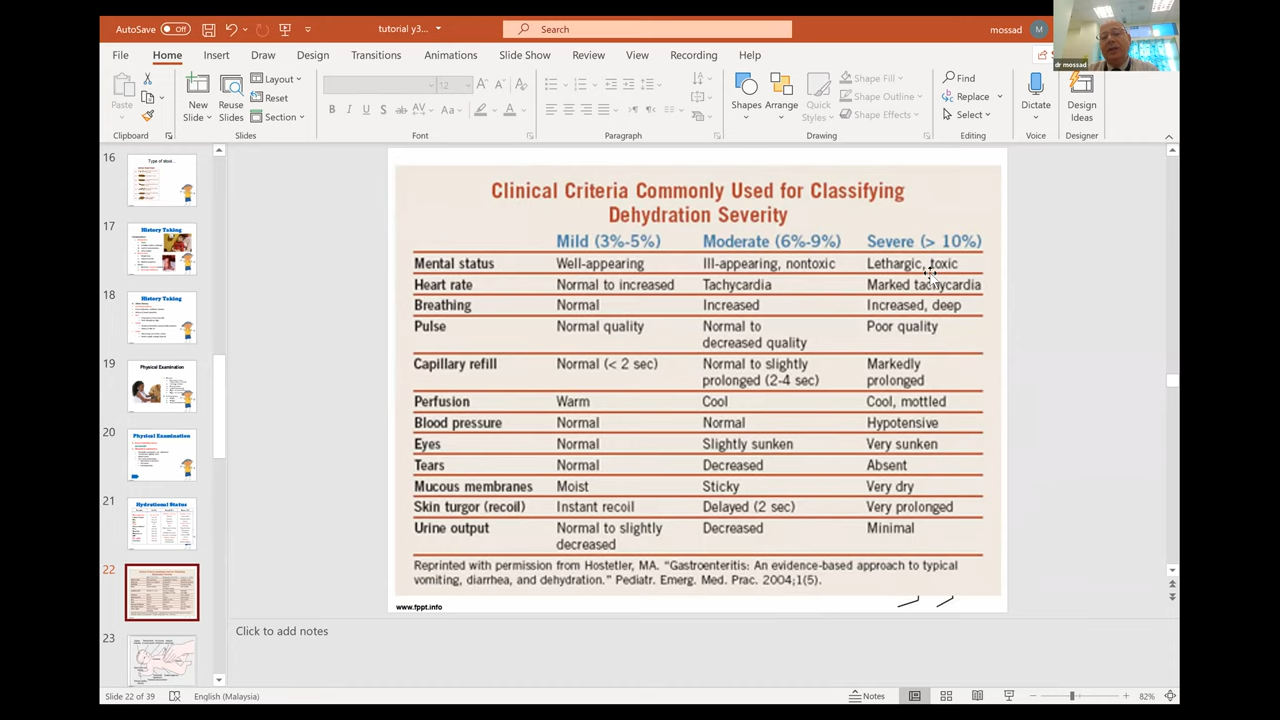 AutoSave Off tutorial y3... Search mossad M
dr mossad
File Home Insert Draw Design Transitions Animations Slide Show Review View Recording Help
Paste New Slide Reuse Slides Layout Reset Section 12 Shapes Arrange Quick Styles Shape Fill Shape Outline Shape Effects Find Replace Select Dictate Design Ideas
Clipboard Slides Font Paragraph Drawing Editing Voice Designer
16
Type of stool...
17
History Taking
18
History Taking
19
Physical Examination
20
Physical Examination
21
Hydrational Status
22
23
Clinical Criteria Commonly Used for Classifying
Dehydration Severity
Mild (3%-5%) Moderate (6%-9%) Severe (> 10%)
Mental status Well-appearing Ill-appearing, nontoxic Lethargic, toxic
Heart rate Normal to increased Tachycardia Marked tachycardia
Breathing Normal Increased Increased, deep
Pulse Normal quality Normal to decreased quality Poor quality
Capillary refill Normal (< 2 sec) Normal to slightly prolonged (2-4 sec) Markedly prolonged
Perfusion Warm Cool Cool, mottled
Blood pressure Normal Normal Hypotensive
Eyes Normal Slightly sunken Very sunken
Tears Normal Decreased Absent
Mucous membranes Moist Sticky Very dry
Skin turgor (recoil) Instant recoil Delayed (2 sec) Very prolonged
Urine output Normal to slightly decreased Decreased Minimal
Reprinted with permission from Hostetler, MA. “Gastroenteritis: An evidence-based approach to typical
vomiting, diarrhea, and dehydration.” Pediatr. Emerg. Med. Prac. 2004;1(5).
www.fppt.info
Click to add notes
Slide 22 of 39 English (Malaysia) Notes 82%